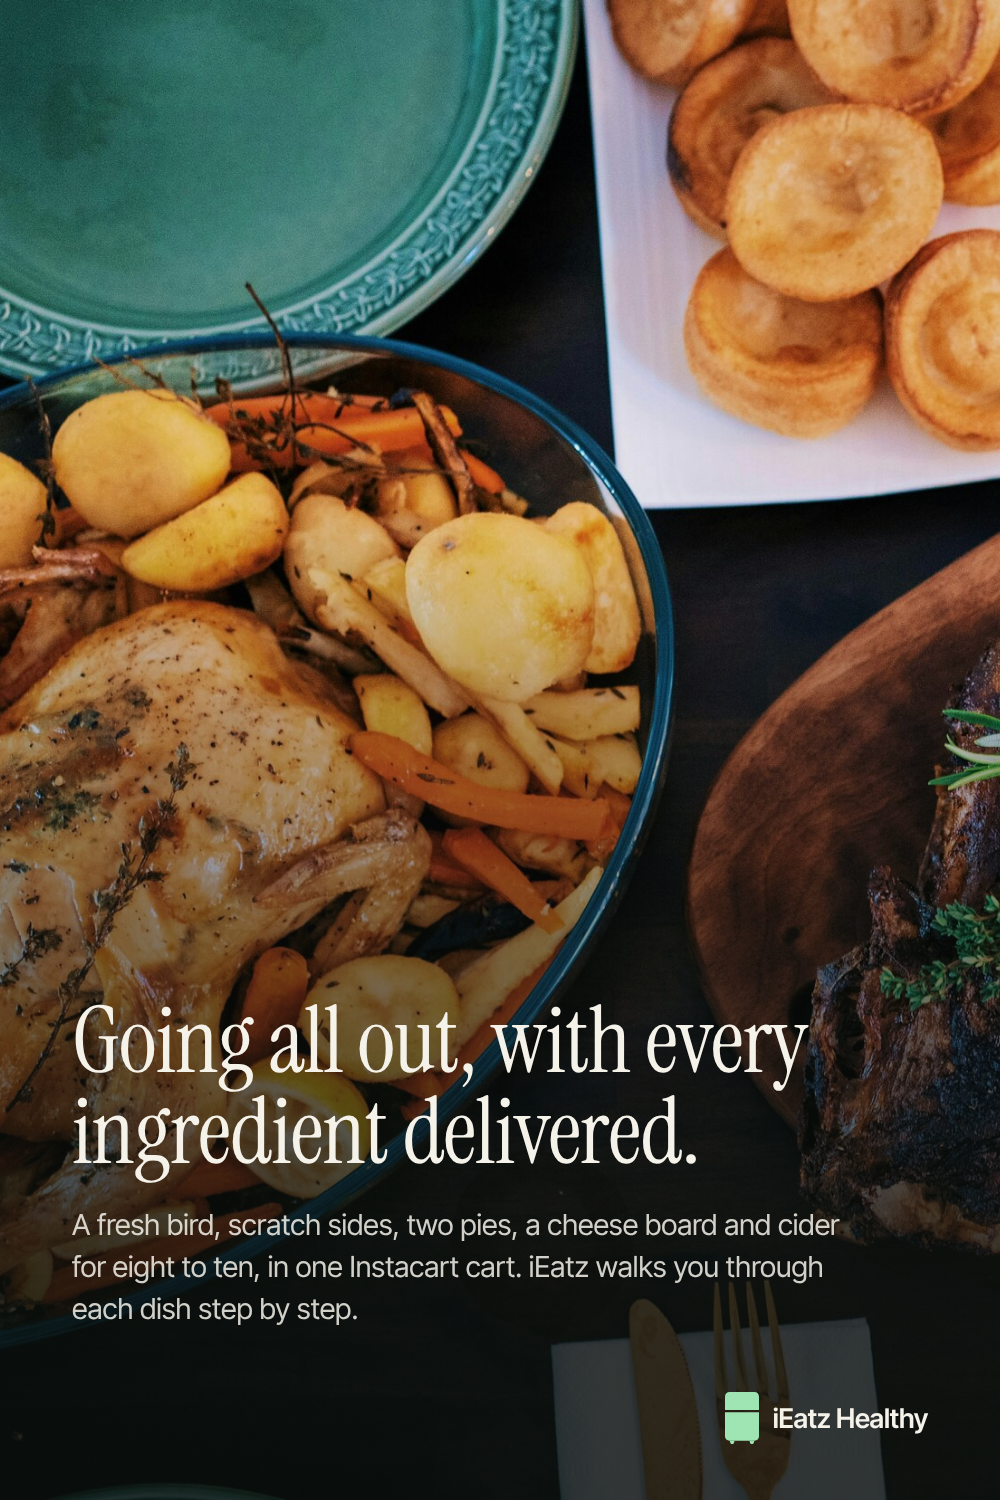 Going all out, with every
ingredient delivered.
A fresh bird, scratch sides, two pies, a cheese board and cider
for eight to ten, in one Instacart cart. iEatz walks you through
each dish step by step.
iEatz Healthy